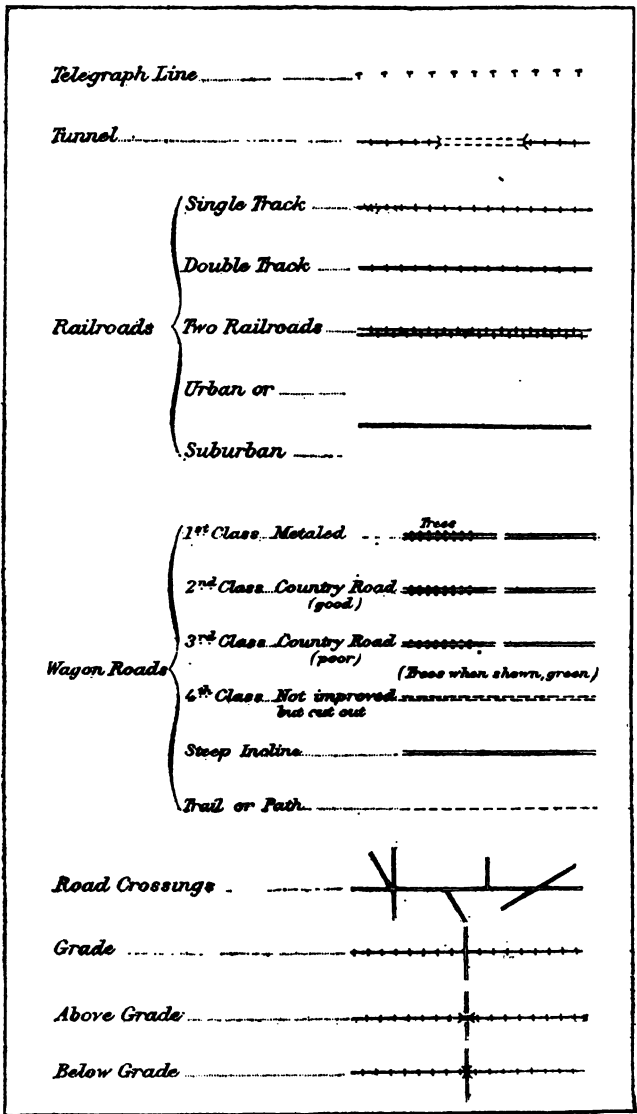 Telegraph Line
Tunnel
Railroads
Single Track
Double Track
Two Railroads
Urban or
Suburban
Wagon Roads
Trees
1st Class Metaled
2nd Class Country Road
(good)
3rd Class Country Road
(poor)
(Trees when shown, green)
4th Class Not improved
but cut out
Steep Incline
Trail or Path
Road Crossings
Grade
Above Grade
Below Grade